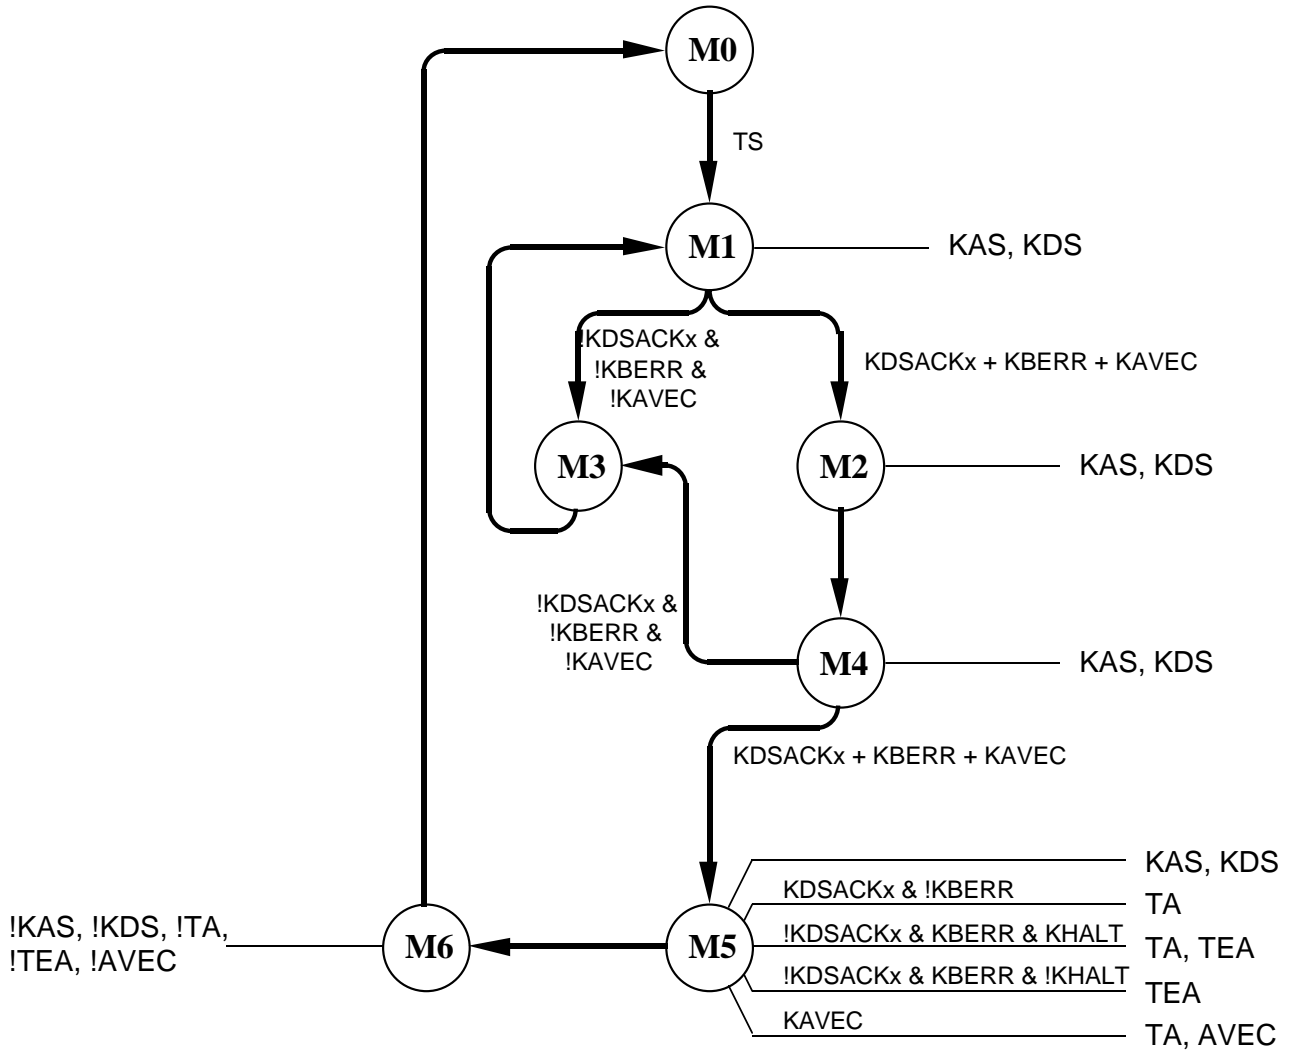 M0
TS
M1
KAS, KDS
!KDSACKx &
!KBERR &
!KAVEC
KDSACKx + KBERR + KAVEC
M3
M2
KAS, KDS
!KDSACKx &
!KBERR &
!KAVEC
M4
KAS, KDS
KDSACKx + KBERR + KAVEC
KAS, KDS
KDSACKx & !KBERR
TA
!KAS, !KDS, !TA,
!TEA, !AVEC
M6
M5
!KDSACKx & KBERR & KHALT
TA, TEA
!KDSACKx & KBERR & !KHALT
TEA
KAVEC
TA, AVEC